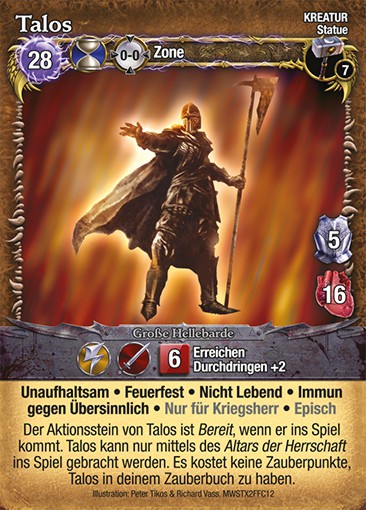 Talos
KREATUR
Statue
28
0-0
Zone
7
5
16
Große Hellebarde
6
Erreichen
Durchdringen +2
Unaufhaltsam • Feuerfest • Nicht Lebend • Immun
gegen Übersinnlich • Nur für Kriegsherr • Episch
Der Aktionsstein von Talos ist Bereit, wenn er ins Spiel
kommt. Talos kann nur mittels des Altars der Herrschaft
ins Spiel gebracht werden. Es kostet keine Zauberpunkte,
Talos in deinem Zauberbuch zu haben.
Illustration: Peter Tikos & Richard Vass. MWSTX2FFC12